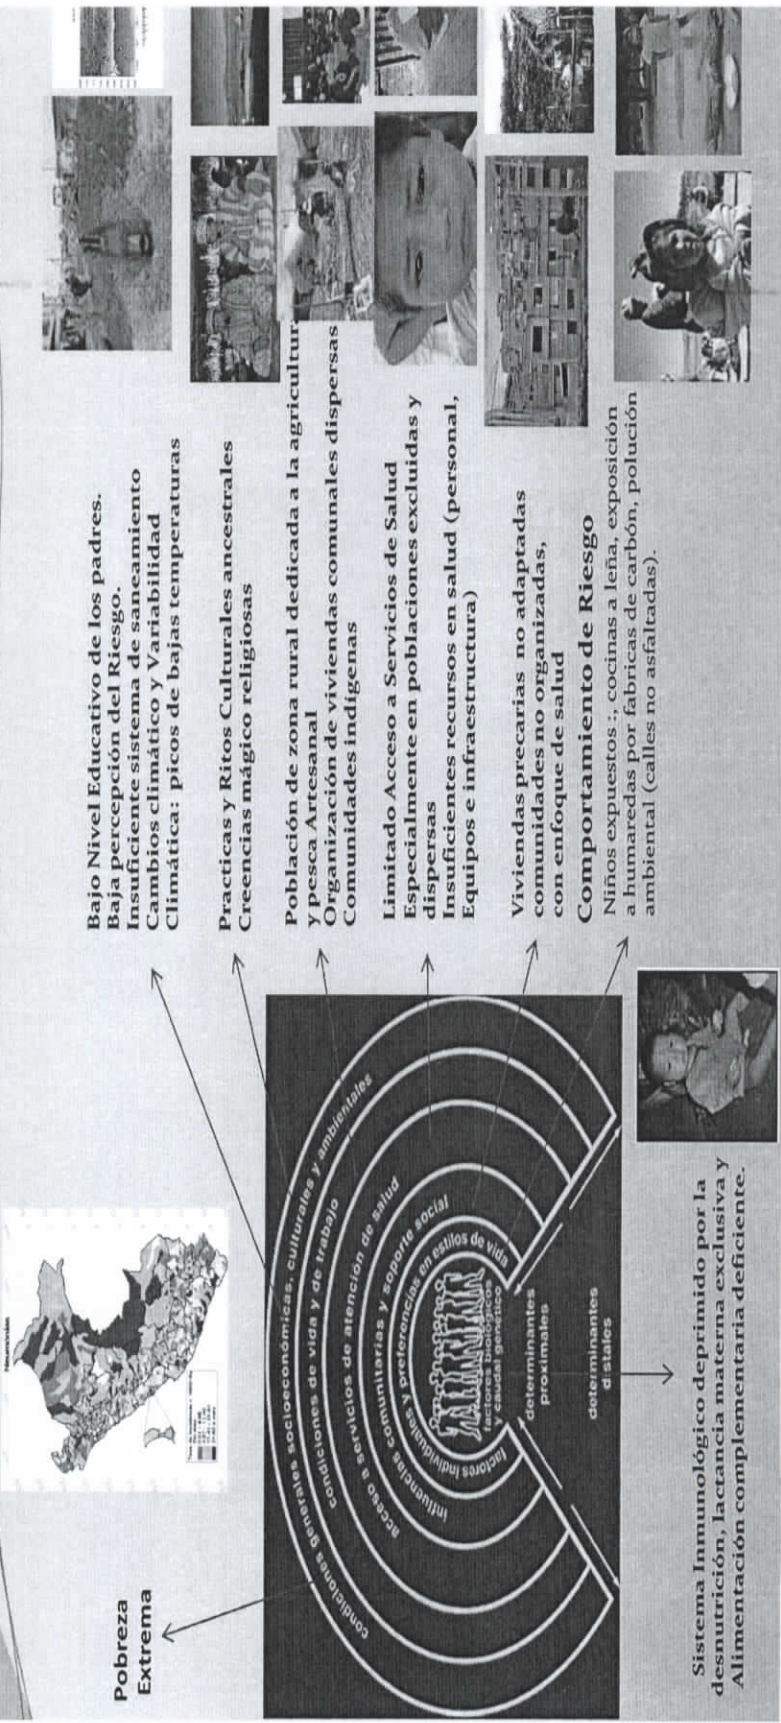 Neumonías
Pobreza
Extrema
condiciones generales socioeconómicas, culturales y ambientales
condiciones de vida y de trabajo
acceso a servicios de atención de salud
influencias comunitarias y soporte social
factores individuales y preferencias en estilos de vida
factores biológicos
y caudal genético
determinantes
proximales
determinantes
distales
Sistema Inmunológico deprimido por la
desnutrición, lactancia materna exclusiva y
Alimentación complementaria deficiente.
Bajo Nivel Educativo de los padres.
Baja percepción del Riesgo.
Insuficiente sistema de saneamiento
Cambios climático y Variabilidad
Climática: picos de bajas temperaturas
Practicas y Ritos Culturales ancestrales
Creencias mágico religiosas
Población de zona rural dedicada a la agricultur
y pesca Artesanal
Organización de viviendas comunales dispersas
Comunidades indígenas
Limitado Acceso a Servicios de Salud
Especialmente en poblaciones excluidas y
dispersas
Insuficientes recursos en salud (personal,
Equipos e infraestructura)
Viviendas precarias no adaptadas
comunidades no organizadas,
con enfoque de salud
Comportamiento de Riesgo
Niños expuestos :, cocinas a leña, exposición
a humaredas por fabricas de carbón, polución
ambiental (calles no asfaltadas).